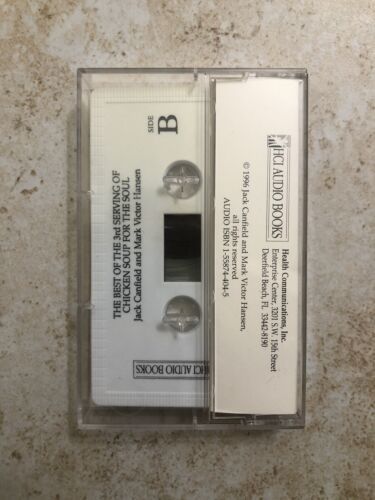 THE BEST OF THE 3rd SERVING OF
CHICKEN SOUP FOR THE SOUL
Jack Canfield and Mark Victor Hansen
SIDE
B
HCI AUDIO BOOKS
HCI AUDIO BOOKS
Health Communications, Inc.
Enterprise Center, 3201 S.W. 15th Street
Deerfield Beach, FL 33442-8190
© 1996 Jack Canfield and Mark Victor Hansen,
all rights reserved
AUDIO ISBN 1-55874-404-5